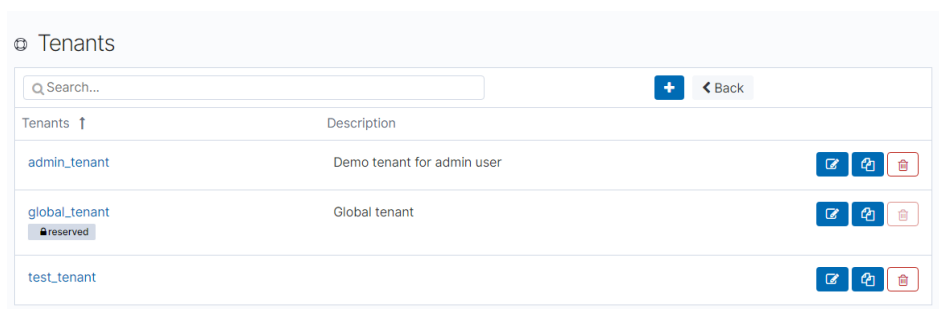 Tenants
Search...
Back
Tenants Description
admin_tenant Demo tenant for admin user
global_tenant Global tenant
reserved
test_tenant